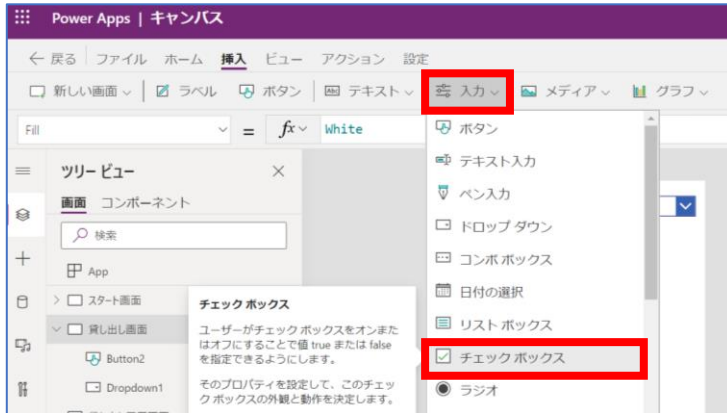 Power Apps | キャンバス
← 戻る ファイル ホーム 挿入 ビュー アクション 設定
新しい画面 ラベル ボタン テキスト 入力 メディア グラフ
Fill = fx White
ツリー ビュー ×
画面 コンポーネント
検索
App
スタート画面
貸し出し画面
Button2
Dropdown1
チェック ボックス
ユーザーがチェック ボックスをオンまた
はオフにすることで値 true または false
を指定できるようにします。
そのプロパティを設定して、このチェッ
ク ボックスの外観と動作を決定します。
ボタン
テキスト入力
ペン入力
ドロップ ダウン
コンボ ボックス
日付の選択
リスト ボックス
チェック ボックス
ラジオ